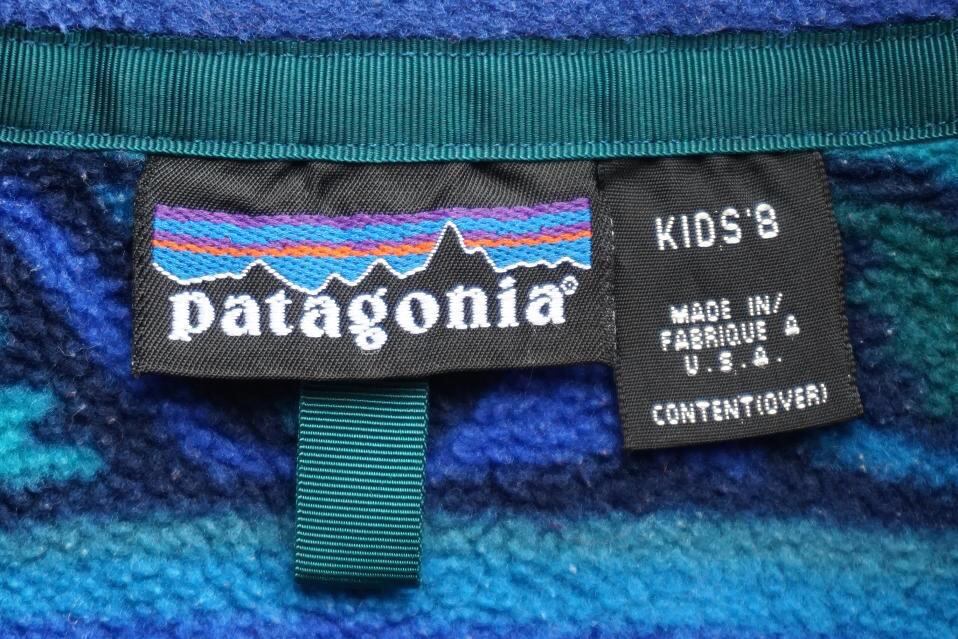 patagonia®
KIDS'8
MADE IN/
FABRIQUE A
U.S.A.
CONTENT(OVER)